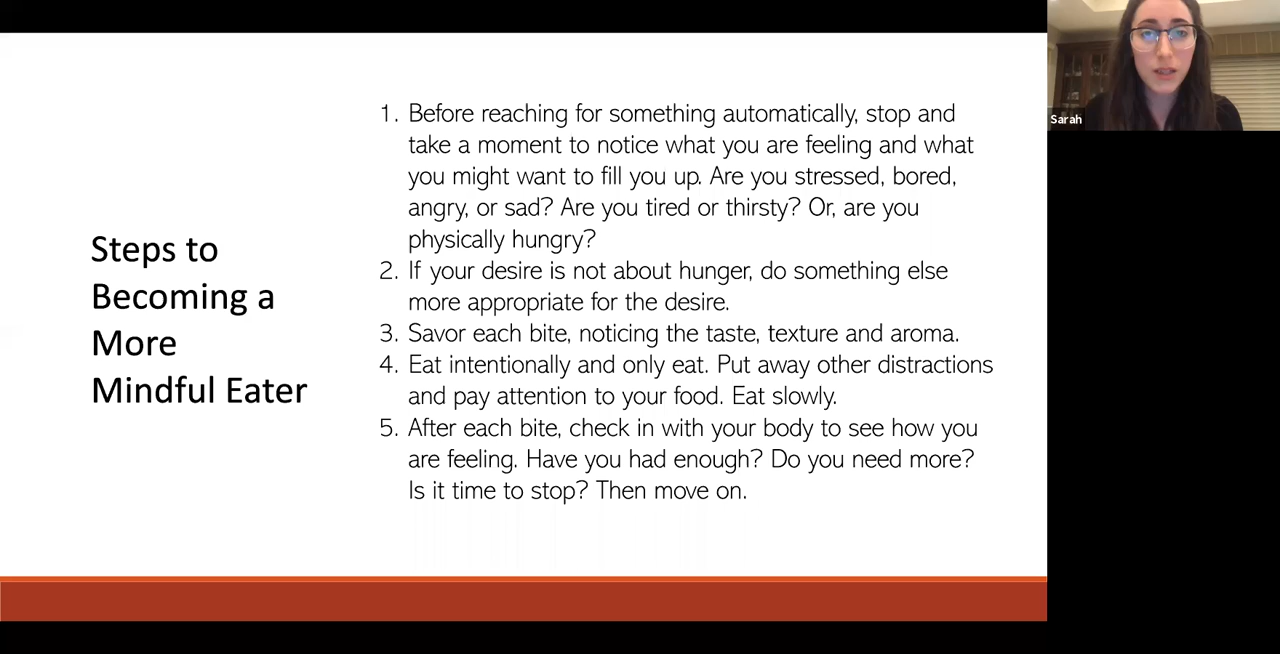 Steps to
Becoming a
More
Mindful Eater
1. Before reaching for something automatically, stop and
take a moment to notice what you are feeling and what
you might want to fill you up. Are you stressed, bored,
angry, or sad? Are you tired or thirsty? Or, are you
physically hungry?
2. If your desire is not about hunger, do something else
more appropriate for the desire.
3. Savor each bite, noticing the taste, texture and aroma.
4. Eat intentionally and only eat. Put away other distractions
and pay attention to your food. Eat slowly.
5. After each bite, check in with your body to see how you
are feeling. Have you had enough? Do you need more?
Is it time to stop? Then move on.
Sarah